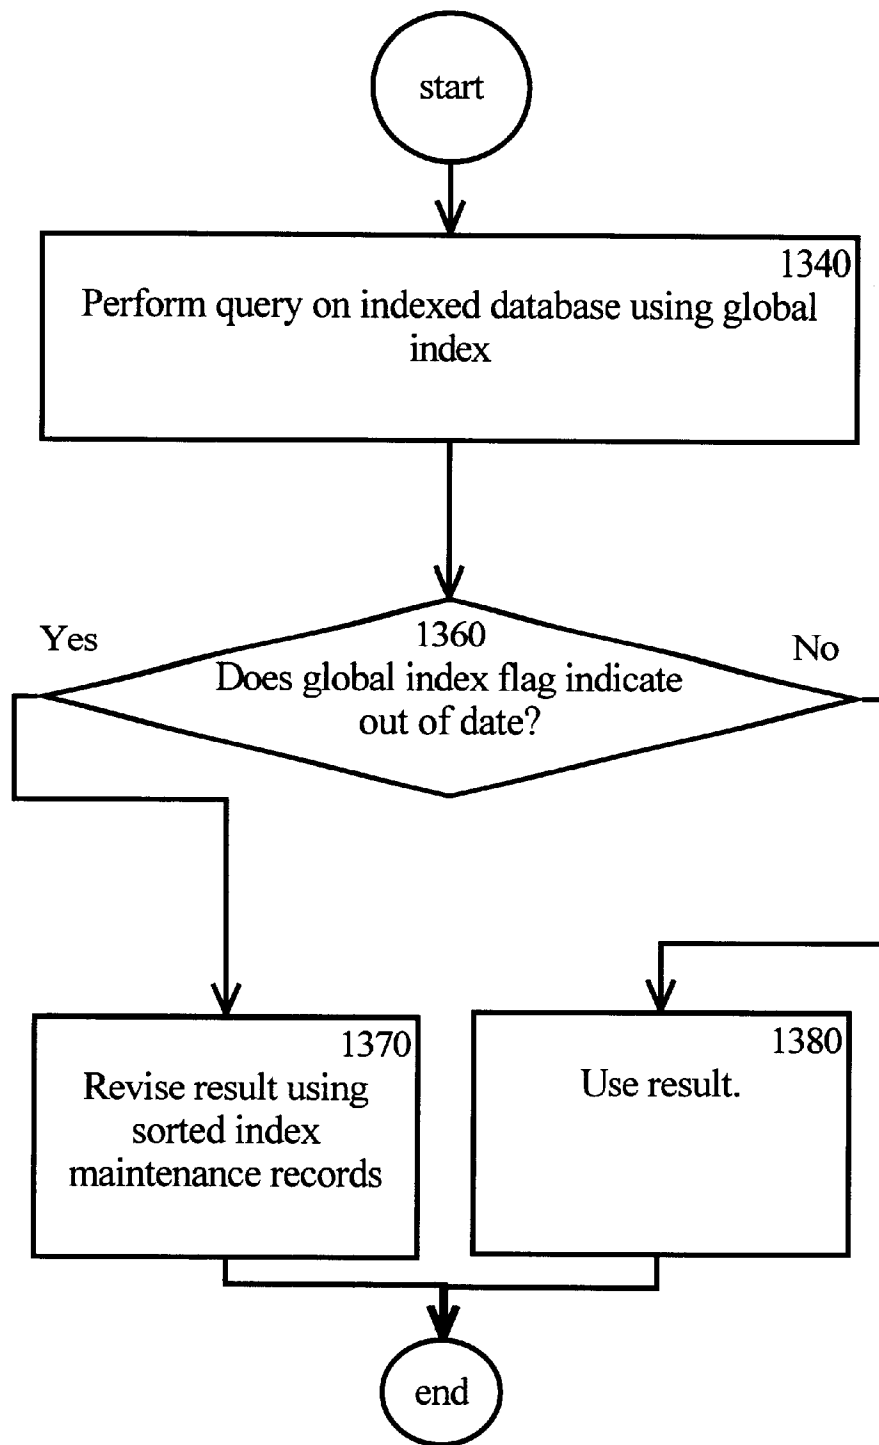 start
1340
Perform query on indexed database using global
index
Yes
1360
No
Does global index flag indicate
out of date?
1370
Revise result using
sorted index
maintenance records
1380
Use result.
end